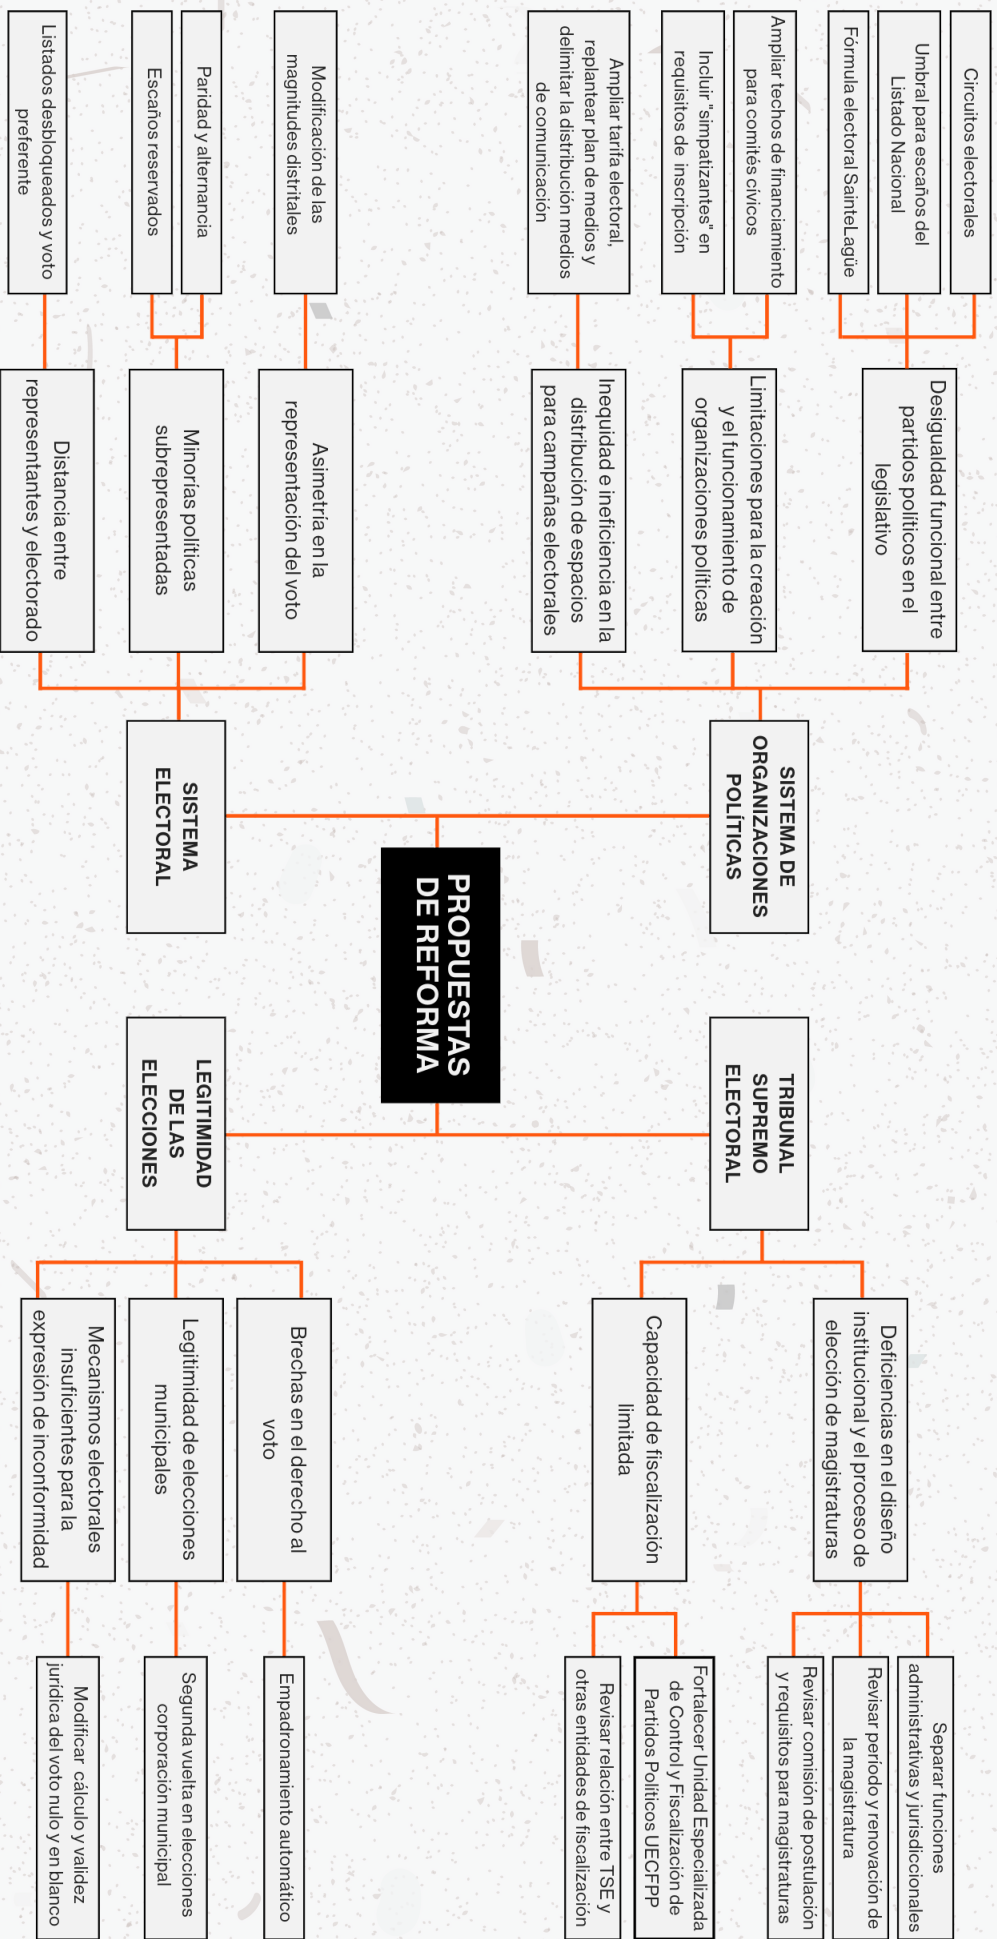 PROPUESTAS
DE REFORMA
SISTEMA DE
ORGANIZACIONES
POLÍTICAS
Desigualdad funcional entre
partidos políticos en el
legislativo
Circuitos electorales
Umbral para escaños del
Listado Nacional
Fórmula electoral SainteLagüe
Limitaciones para la creación
y el funcionamiento de
organizaciones políticas
Ampliar techos de financiamiento
para comités cívicos
Incluir "simpatizantes" en
requisitos de inscripción
Inequidad e ineficiencia en la
distribución de espacios
para campañas electorales
Ampliar tarifa electoral,
replantear plan de medios y
delimitar la distribución medios
de comunicación
SISTEMA
ELECTORAL
Asimetría en la
representación del voto
Modificación de las
magnitudes distritales
Minorías políticas
subrepresentadas
Paridad y alternancia
Escaños reservados
Distancia entre
representantes y electorado
Listados desbloqueados y voto
preferente
TRIBUNAL
SUPREMO
ELECTORAL
Deficiencias en el diseño
institucional y el proceso de
elección de magistraturas
Separar funciones
administrativas y jurisdiccionales
Revisar período y renovación de
la magistratura
Revisar comisión de postulación
y requisitos para magistraturas
Capacidad de fiscalización
limitada
Fortalecer Unidad Especializada
de Control y Fiscalización de
Partidos Políticos UECFPP
Revisar relación entre TSE y
otras entidades de fiscalización
LEGITIMIDAD
DE LAS
ELECCIONES
Brechas en el derecho al
voto
Empadronamiento automático
Legitimidad de elecciones
municipales
Segunda vuelta en elecciones
corporación municipal
Mecanismos electorales
insuficientes para la
expresión de inconformidad
Modificar cálculo y validez
jurídica del voto nulo y en blanco